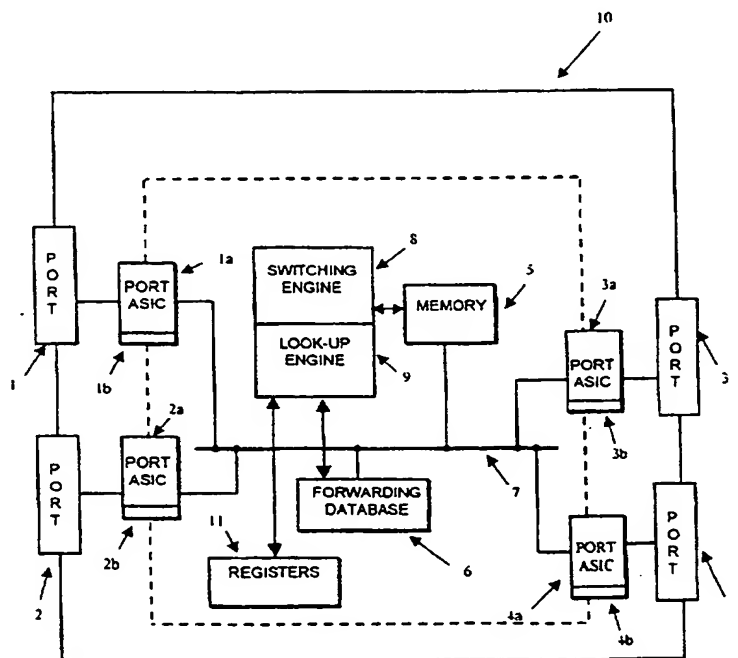 10
8
SWITCHING
ENGINE
5
MEMORY
LOOK-UP
ENGINE
9
1a
PORT
ASIC
1b
PORT
1
3a
PORT
ASIC
3b
PORT
3
2a
PORT
ASIC
2b
PORT
2
7
FORWARDING
DATABASE
6
11
REGISTERS
PORT
ASIC
4a
4b
PORT